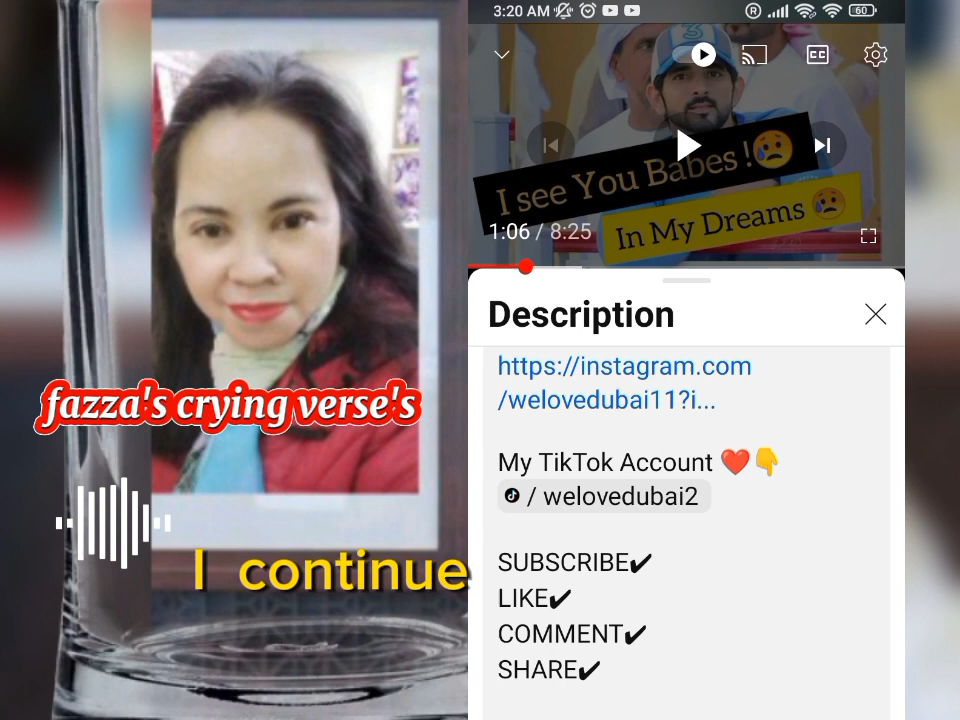 fazza's crying verse's
I continue
3:20 AM
R
60
CC
I see You Babes !😥
In My Dreams 😥
1:06 / 8:25
Description
https://instagram.com
/welovedubai11?i...
My TikTok Account ❤️👇
/ welovedubai2
SUBSCRIBE✔
LIKE✔
COMMENT✔
SHARE✔